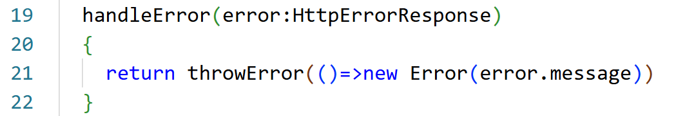 19 handleError(error:HttpErrorResponse)
20 {
21 return throwError(()=>new Error(error.message))
22 }